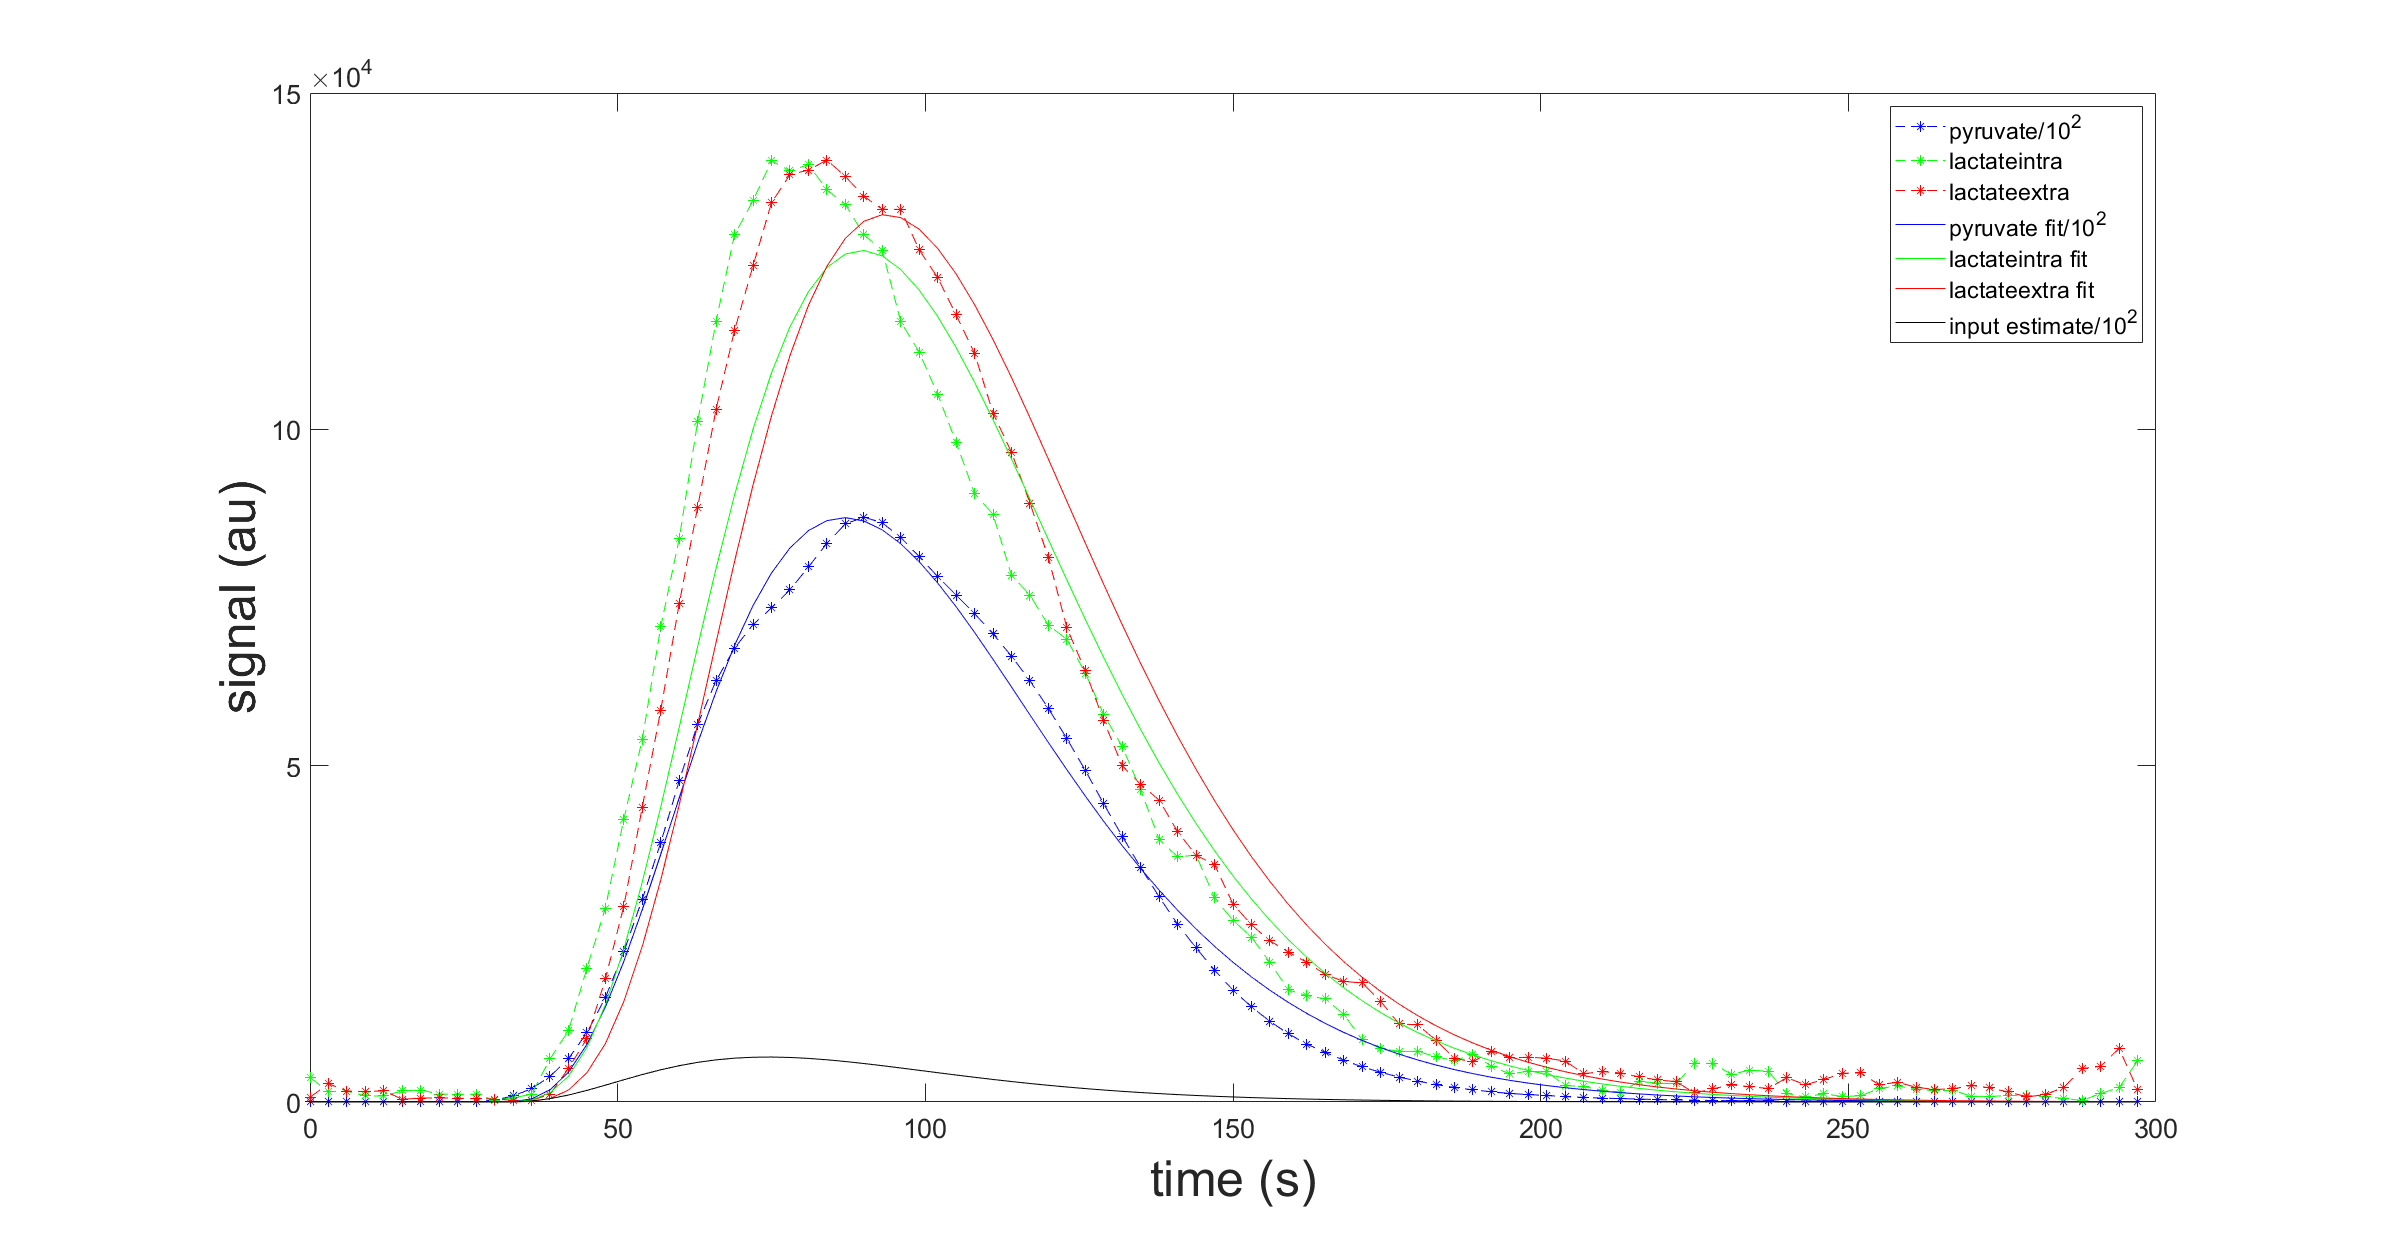 ×10^4
15
10
5
0
0 50 100 150 200 250 300
signal (au)
time (s)
pyruvate/10^2
lactateintra
lactateextra
pyruvate fit/10^2
lactateintra fit
lactateextra fit
input estimate/10^2